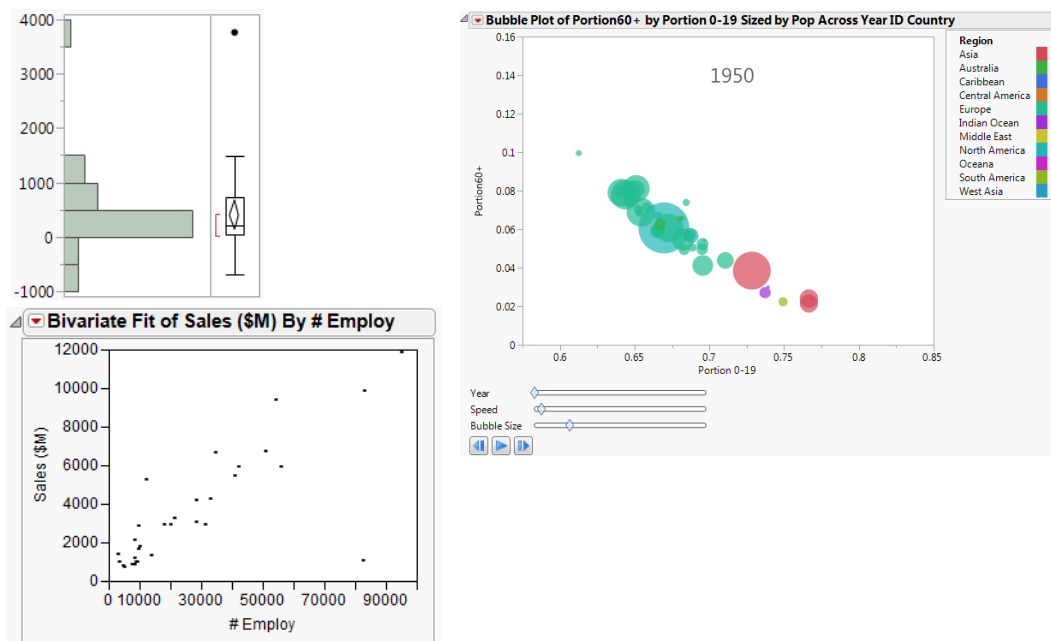 4000
3000
2000
1000
0
-1000
Bivariate Fit of Sales ($M) By # Employ
12000
10000
8000
6000
4000
2000
0
Sales ($M)
0 10000 30000 50000 70000 90000
# Employ
Bubble Plot of Portion60+ by Portion 0-19 Sized by Pop Across Year ID Country
0.16
0.14
0.12
0.1
0.08
0.06
0.04
0.02
0
Portion60+
1950
0.6 0.65 0.7 0.75 0.8 0.85
Portion 0-19
Region
Asia
Australia
Caribbean
Central America
Europe
Indian Ocean
Middle East
North America
Oceana
South America
West Asia
Year
Speed
Bubble Size